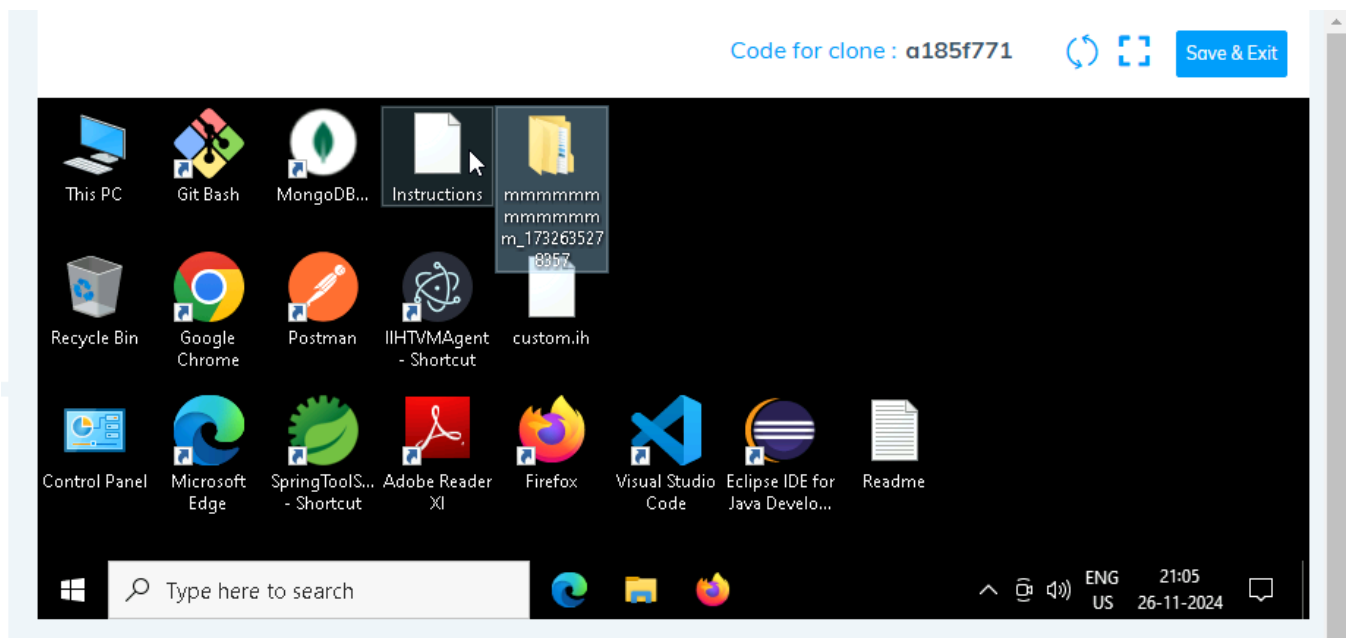 Code for clone : a185f771
Save & Exit
This PC
Git Bash
MongoDB...
Instructions
mmmmmm
mmmmmm
m_173263527
8357
Recycle Bin
Google
Chrome
Postman
IIHTVMAgent
- Shortcut
custom.ih
Control Panel
Microsoft
Edge
SpringToolS...
- Shortcut
Adobe Reader
XI
Firefox
Visual Studio
Code
Eclipse IDE for
Java Develo...
Readme
Type here to search
ENG
US
21:05
26-11-2024